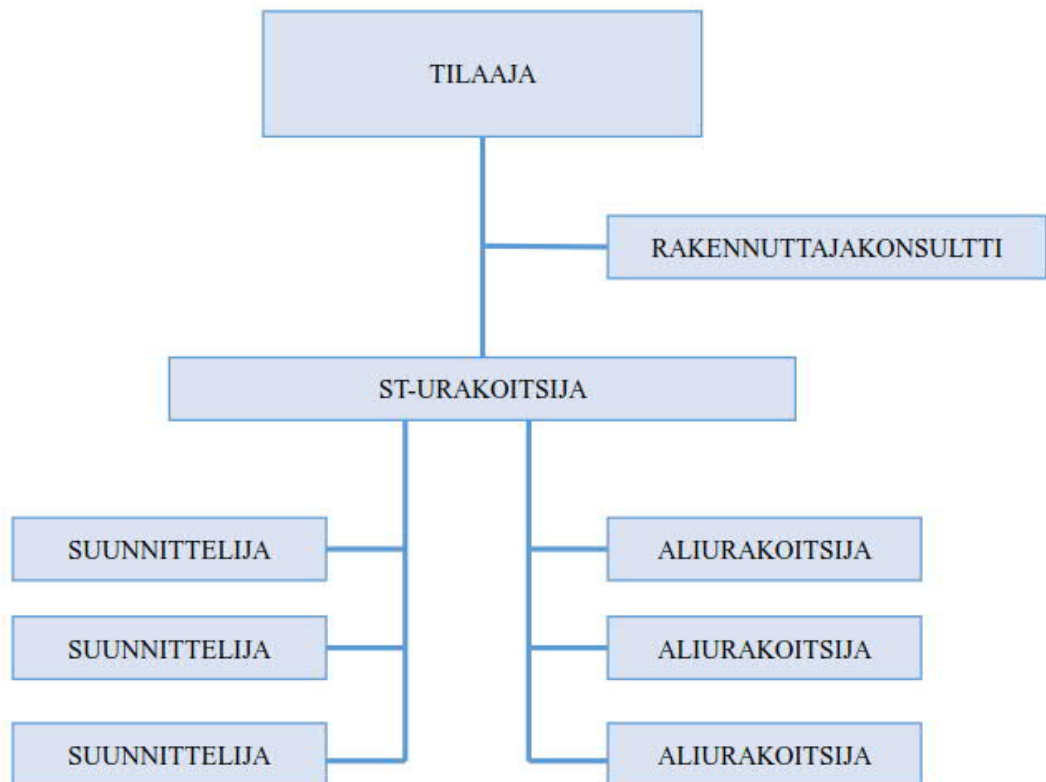 TILAAJA
RAKENNUTTAJAKONSULTTI
ST-URAKOITSIJA
SUUNNITTELIJA
ALIURAKOITSIJA
SUUNNITTELIJA
ALIURAKOITSIJA
SUUNNITTELIJA
ALIURAKOITSIJA